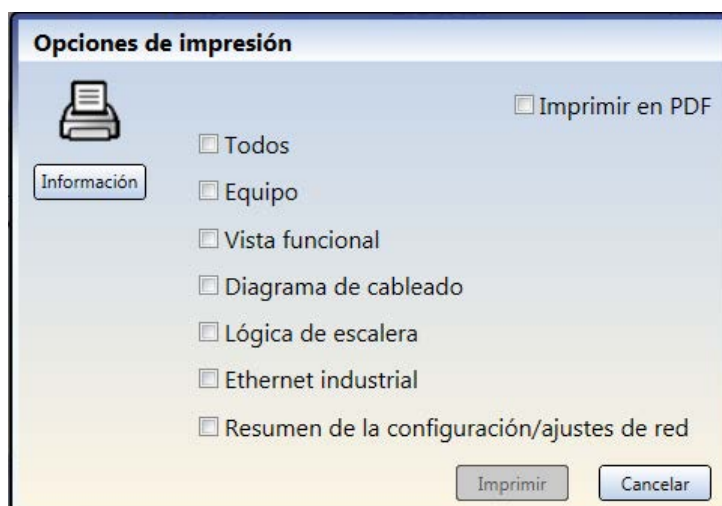 Opciones de impresión
Imprimir en PDF
Todos
Información
Equipo
Vista funcional
Diagrama de cableado
Lógica de escalera
Ethernet industrial
Resumen de la configuración/ajustes de red
Imprimir
Cancelar